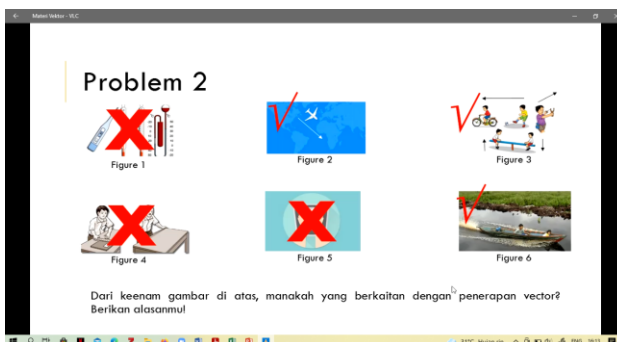 Materi Vektor - VLC
Problem 2
Figure 1
Figure 2
Figure 3
Figure 4
Figure 5
Figure 6
Dari keenam gambar di atas, manakah yang berkaitan dengan penerapan vector?
Berikan alasanmu!